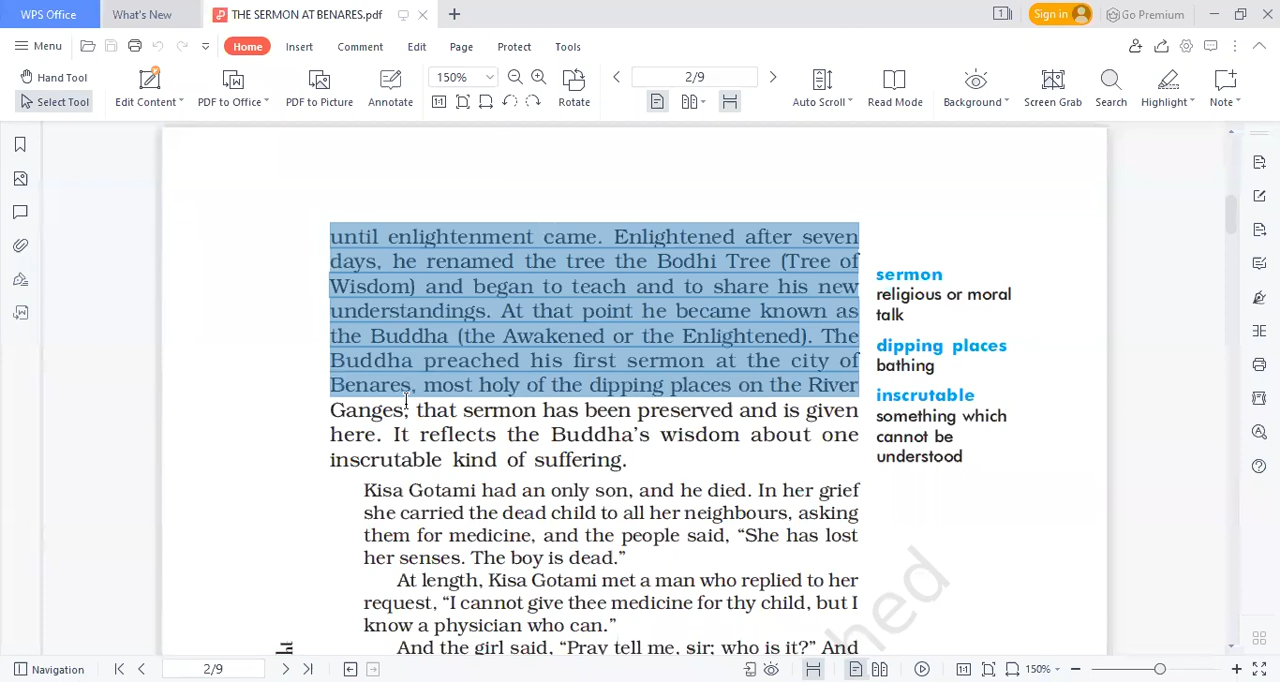 WPS Office
What's New
THE SERMON AT BENARES.pdf
1
Sign in
Go Premium
Menu
Home
Insert
Comment
Edit
Page
Protect
Tools
Hand Tool
Select Tool
Edit Content
PDF to Office
PDF to Picture
Annotate
150%
Rotate
2/9
Auto Scroll
Read Mode
Background
Screen Grab
Search
Highlight
Note
until enlightenment came. Enlightened after seven
days, he renamed the tree the Bodhi Tree (Tree of
Wisdom) and began to teach and to share his new
understandings. At that point he became known as
the Buddha (the Awakened or the Enlightened). The
Buddha preached his first sermon at the city of
Benares, most holy of the dipping places on the River
Ganges; that sermon has been preserved and is given
here. It reflects the Buddha's wisdom about one
inscrutable kind of suffering.
sermon
religious or moral
talk
dipping places
bathing
inscrutable
something which
cannot be
understood
Kisa Gotami had an only son, and he died. In her grief
she carried the dead child to all her neighbours, asking
them for medicine, and the people said, “She has lost
her senses. The boy is dead.”
At length, Kisa Gotami met a man who replied to her
request, “I cannot give thee medicine for thy child, but I
know a physician who can.”
And the girl said, “Pray tell me, sir; who is it?” And
hed
Navigation
2/9
150%